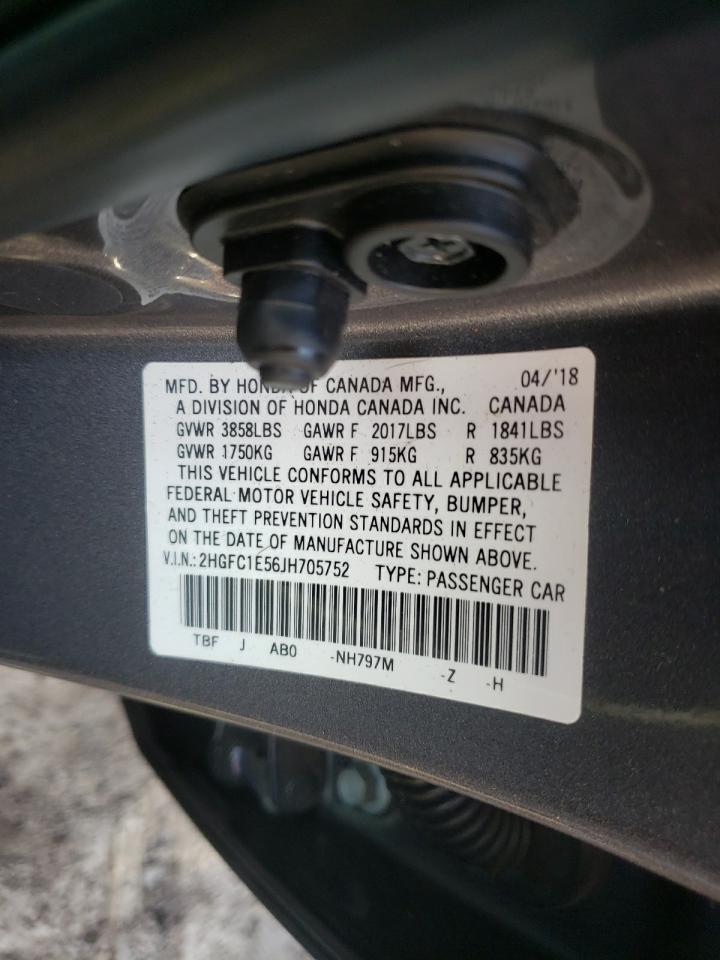 MFD. BY HONDA OF CANADA MFG., 04/'18
A DIVISION OF HONDA CANADA INC. CANADA
GVWR 3858LBS GAWR F 2017LBS R 1841LBS
GVWR 1750KG GAWR F 915KG R 835KG
THIS VEHICLE CONFORMS TO ALL APPLICABLE
FEDERAL MOTOR VEHICLE SAFETY, BUMPER,
AND THEFT PREVENTION STANDARDS IN EFFECT
ON THE DATE OF MANUFACTURE SHOWN ABOVE.
V.I.N.: 2HGFC1E56JH705752 TYPE: PASSENGER CAR
TBF J AB0 -NH797M -Z -H